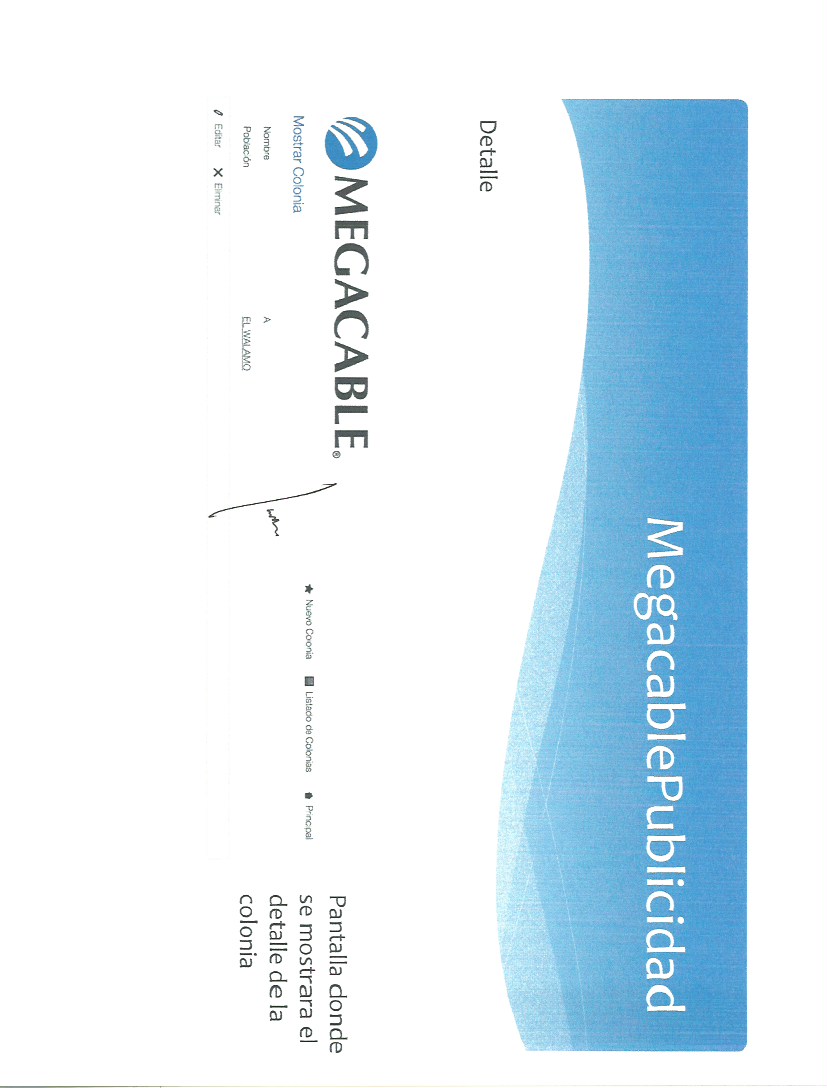 MegacablePublicidad
Detalle
MEGACABLE®
Mostrar Colonia
Nuevo Colonia Listado de Colonias Principal
Nombre A
Población EL WALAMO
Editar Eliminar
Pantalla donde
se mostrara el
detalle de la
colonia